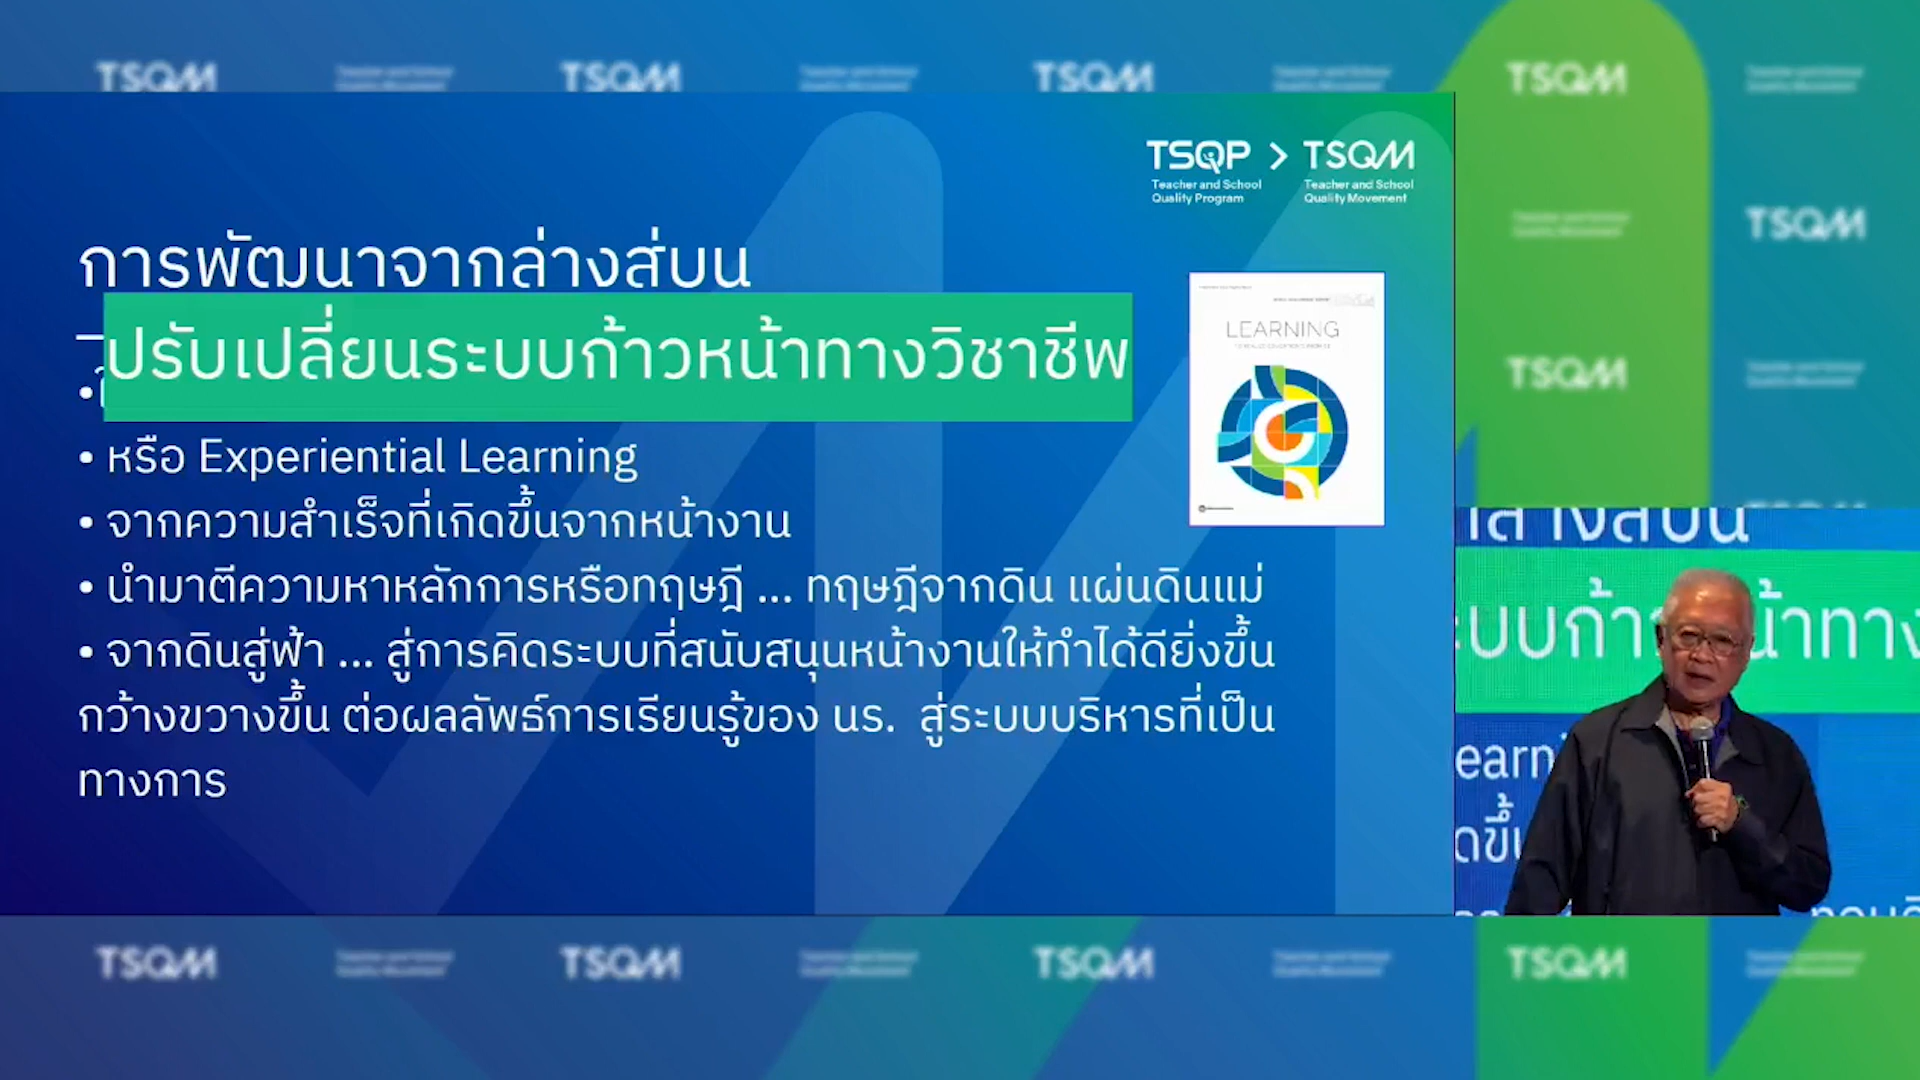 TSQM TSQM TSQM TSQM
TSQP > TSQM
Teacher and School Quality Program
Teacher and School Quality Movement
TSQM
การพัฒนาจากล่างส่บน
ปรับเปลี่ยนระบบก้าวหน้าทางวิชาชีพ
LEARNING
TSQM
• หรือ Experiential Learning
• จากความสำเร็จที่เกิดขึ้นจากหน้างาน
• นำมาตีความหาหลักการหรือทฤษฎี ... ทฤษฎีจากดิน แผ่นดินแม่
• จากดินสู่ฟ้า ... สู่การคิดระบบที่สนับสนุนหน้างานให้ทำได้ดียิ่งขึ้น
กว้างขวางขึ้น ต่อผลลัพธ์การเรียนรู้ของ นร. สู่ระบบบริหารที่เป็น
ทางการ
TSQM TSQM TSQM TSQM